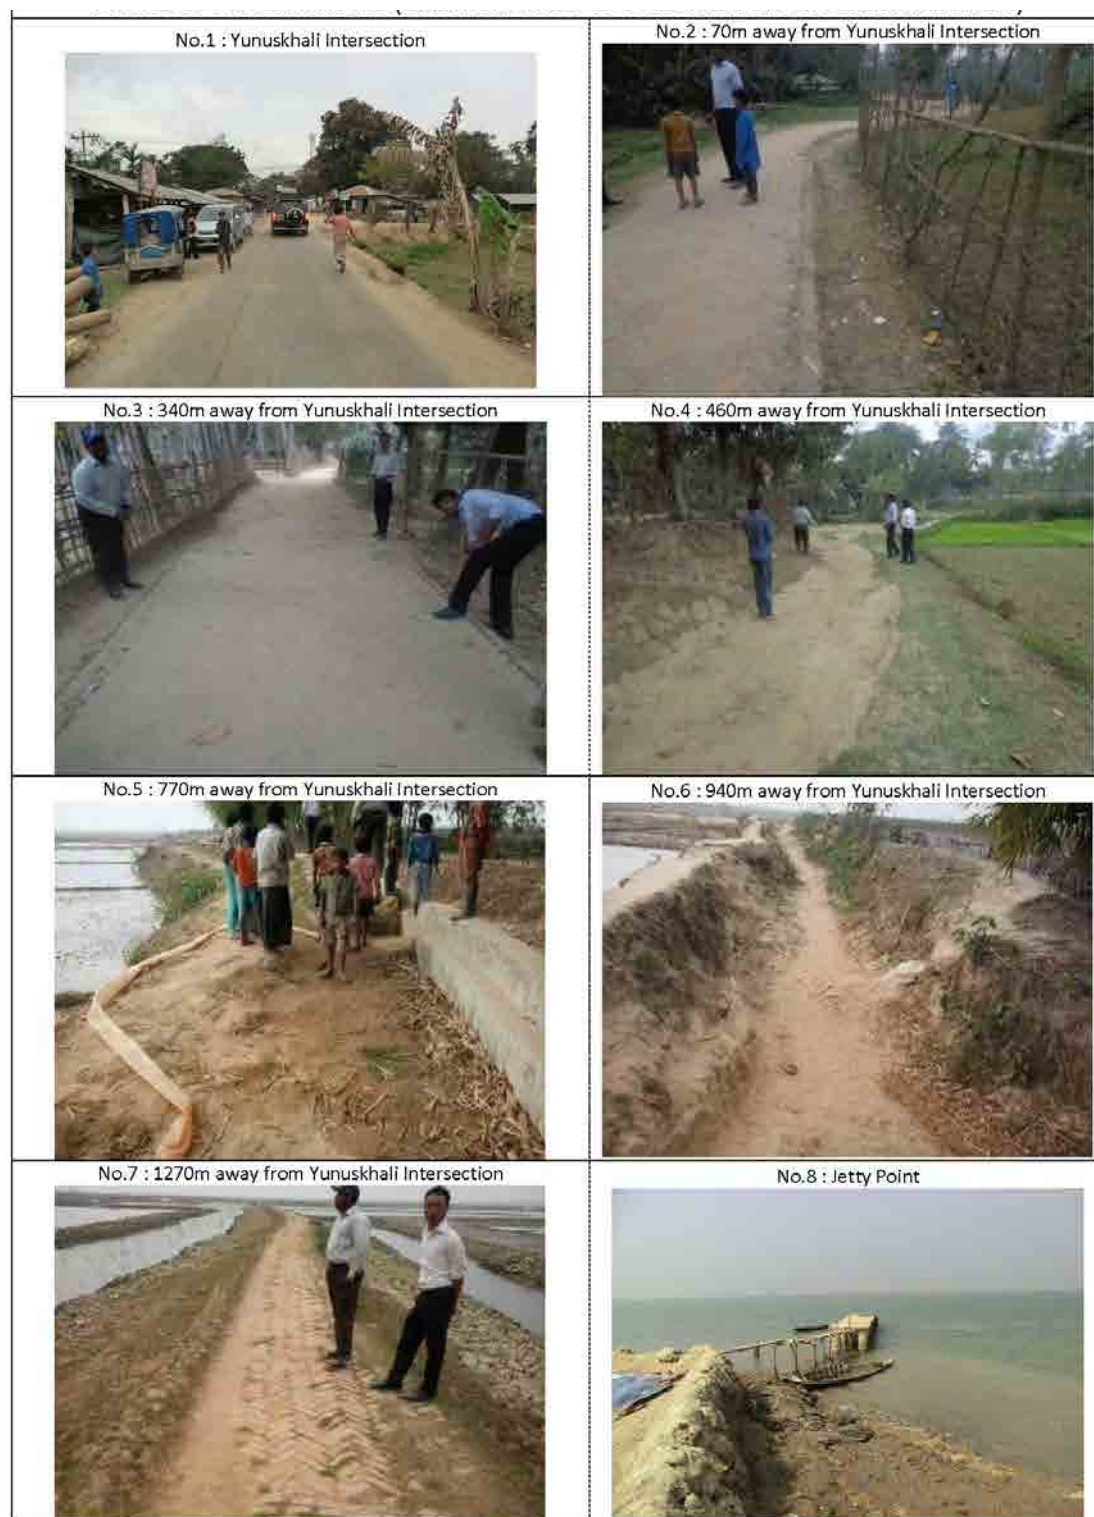 No.1 : Yunuskhali Intersection
No.2 : 70m away from Yunuskhali Intersection
No.3 : 340m away from Yunuskhali Intersection
No.4 : 460m away from Yunuskhali Intersection
No.5 : 770m away from Yunuskhali Intersection
No.6 : 940m away from Yunuskhali Intersection
No.7 : 1270m away from Yunuskhali Intersection
No.8 : Jetty Point